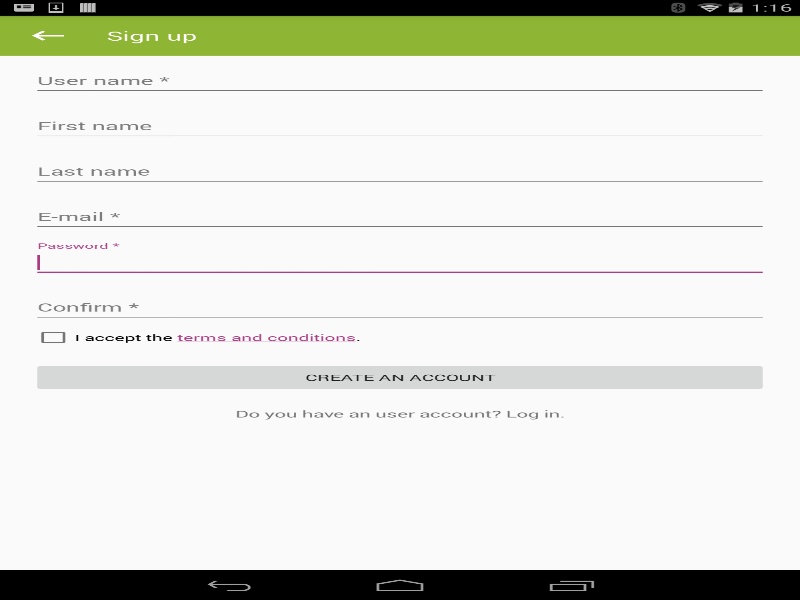 1:16
Sign up
User name *
First name
Last name
E-mail *
Password *
Confirm *
I accept the terms and conditions.
CREATE AN ACCOUNT
Do you have an user account? Log in.